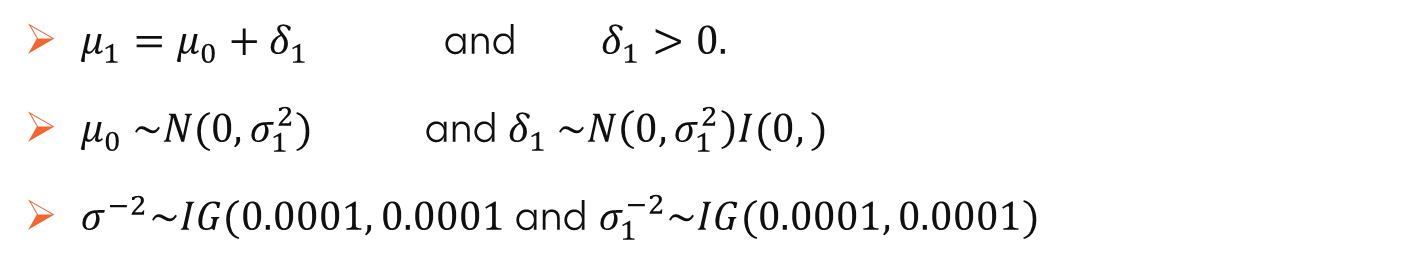 ➢ μ₁ = μ₀ + δ₁ and δ₁ > 0.
➢ μ₀ ~N(0, σ₁²) and δ₁ ~N(0, σ₁²)I(0, )
➢ σ⁻²~IG(0.0001, 0.0001 and σ₁⁻²~IG(0.0001, 0.0001)